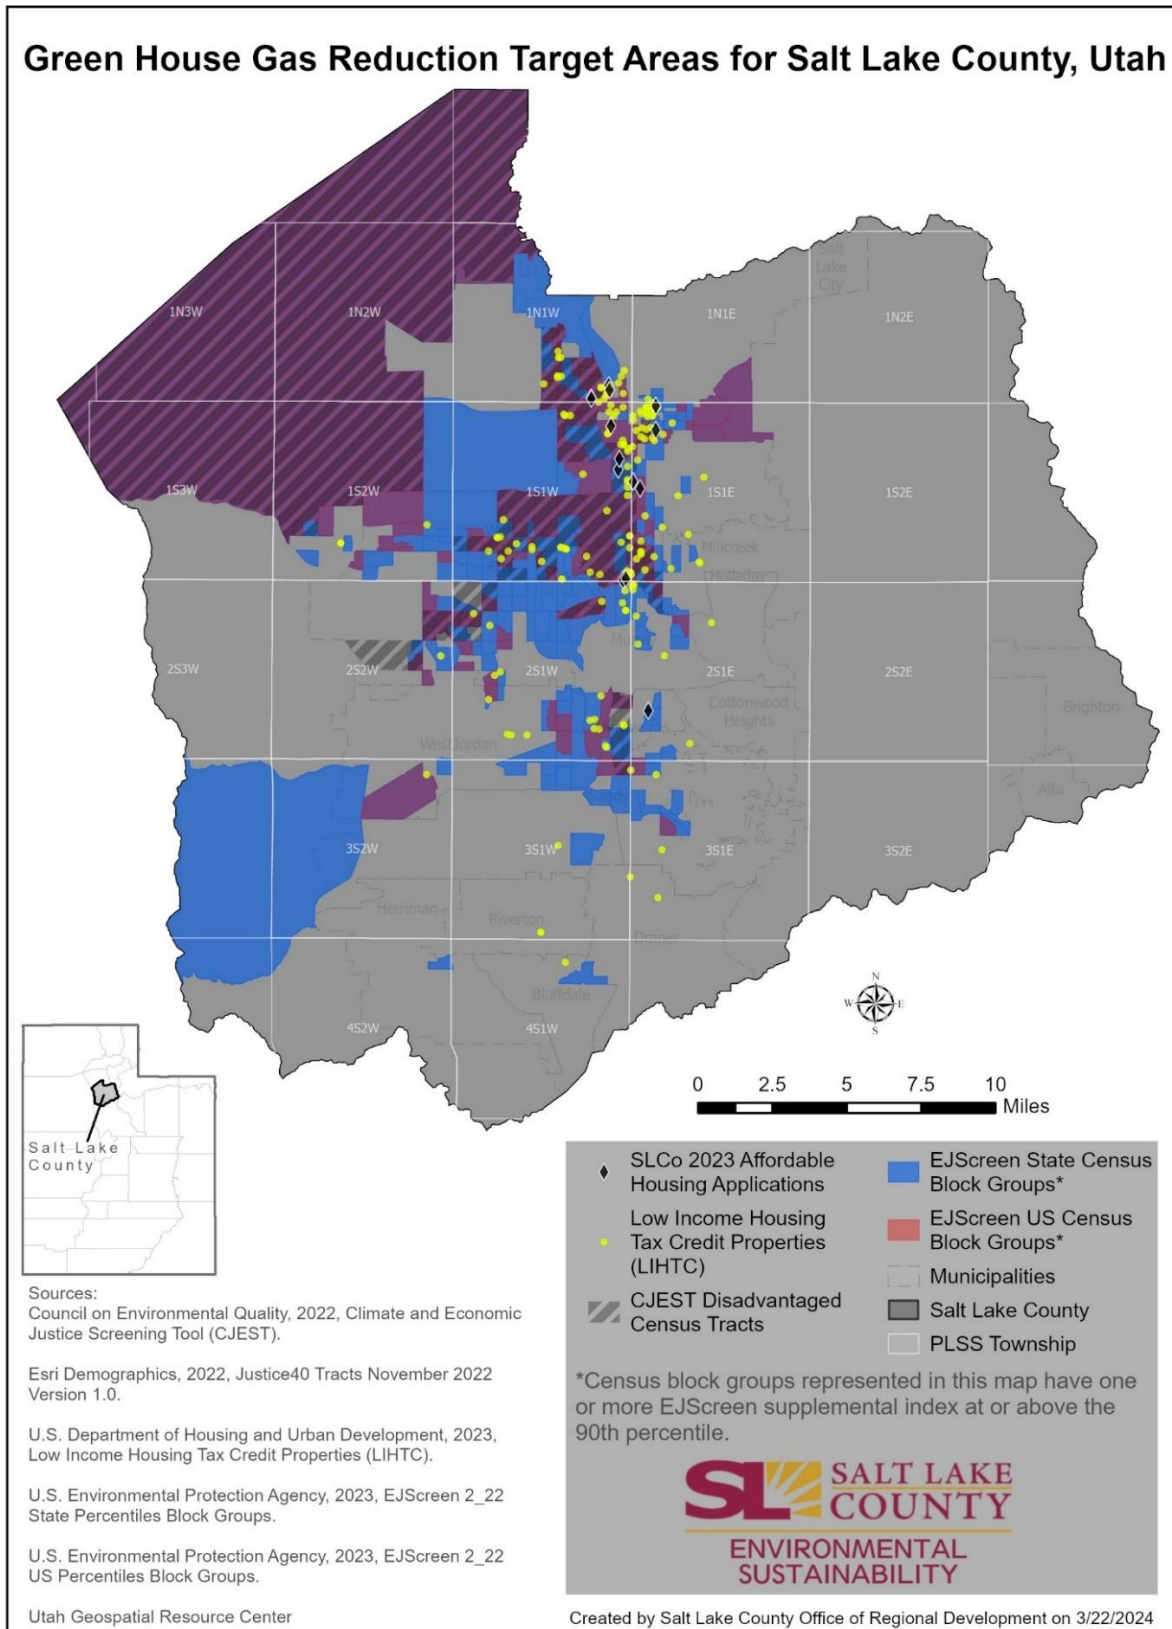 Green House Gas Reduction Target Areas for Salt Lake County, Utah
Salt
Lake
City
1N3W
1N2W
1N1W
1N1E
1N2E
1S3W
1S2W
1S1W
1S1E
1S2E
Millcreek
Holladay
2S3W
2S2W
2S1W
2S1E
2S2E
Cottonwood
Heights
Brighton
WestJordan
Sandy
Alta
3S2W
3S1W
3S1E
3S2E
Herriman
Riverton
Draper
Bluffdale
4S2W
4S1W
N
W
E
S
0 2.5 5 7.5 10
Miles
Salt Lake
County
SLCo 2023 Affordable
Housing Applications
Low Income Housing
Tax Credit Properties
(LIHTC)
CJEST Disadvantaged
Census Tracts
EJScreen State Census
Block Groups*
EJScreen US Census
Block Groups*
Municipalities
Salt Lake County
PLSS Township
*Census block groups represented in this map have one
or more EJScreen supplemental index at or above the
90th percentile.
SL
SALT LAKE
COUNTY
ENVIRONMENTAL
SUSTAINABILITY
Sources:
Council on Environmental Quality, 2022, Climate and Economic
Justice Screening Tool (CJEST).
Esri Demographics, 2022, Justice40 Tracts November 2022
Version 1.0.
U.S. Department of Housing and Urban Development, 2023,
Low Income Housing Tax Credit Properties (LIHTC).
U.S. Environmental Protection Agency, 2023, EJScreen 2_22
State Percentiles Block Groups.
U.S. Environmental Protection Agency, 2023, EJScreen 2_22
US Percentiles Block Groups.
Utah Geospatial Resource Center
Created by Salt Lake County Office of Regional Development on 3/22/2024